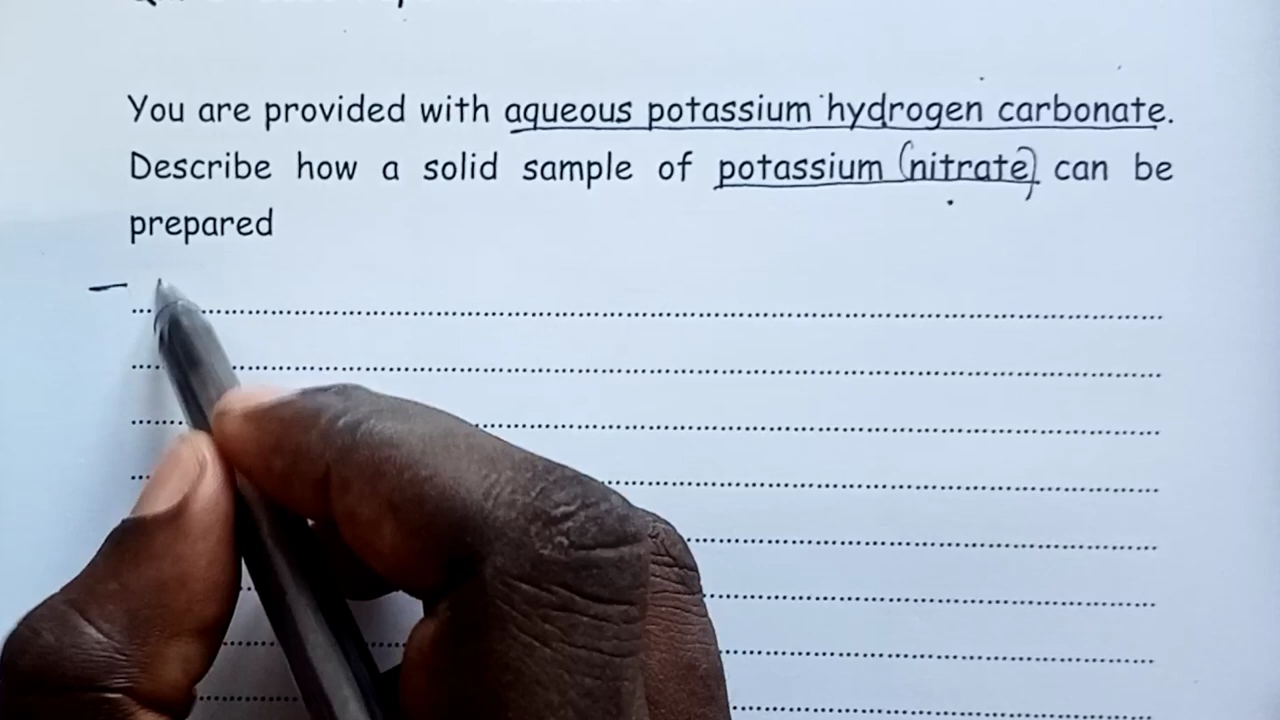 You are provided with aqueous potassium hydrogen carbonate.
Describe how a solid sample of potassium (nitrate) can be
prepared